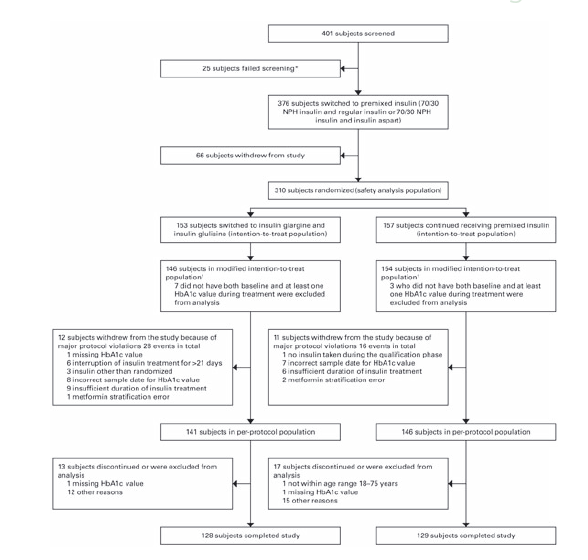 401 subjects screened
25 subjects failed screening*
376 subjects switched to premixed insulin (70/30
NPH insulin and regular insulin or 70/30 NPH
insulin and insulin aspart)
66 subjects withdrew from study
310 subjects randomized (safety analysis population)
153 subjects switched to insulin glargine and
insulin glulisine (intention-to-treat population)
157 subjects continued receiving premixed insulin
(intention-to-treat population)
146 subjects in modified intention-to-treat
population
7 did not have both baseline and at least one
HbA1c value during treatment were excluded
from analysis
154 subjects in modified intention-to-treat
population
3 who did not have both baseline and at least
one HbA1c value during treatment were
excluded from analysis
12 subjects withdrew from the study because of
major protocol violations 28 events in total
1 missing HbA1c value
6 interruption of insulin treatment for >21 days
3 insulin other than randomized
8 incorrect sample date for HbA1c value
9 insufficient duration of insulin treatment
1 metformin stratification error
11 subjects withdrew from the study because of
major protocol violations 16 events in total
1 no insulin taken during the qualification phase
7 incorrect sample date for HbA1c value
6 insufficient duration of insulin treatment
2 metformin stratification error
141 subjects in per-protocol population
146 subjects in per-protocol population
13 subjects discontinued or were excluded from
analysis
1 missing HbA1c value
12 other reasons
17 subjects discontinued or were excluded from
analysis
1 not within age range 18–75 years
1 missing HbA1c value
15 other reasons
128 subjects completed study
129 subjects completed study